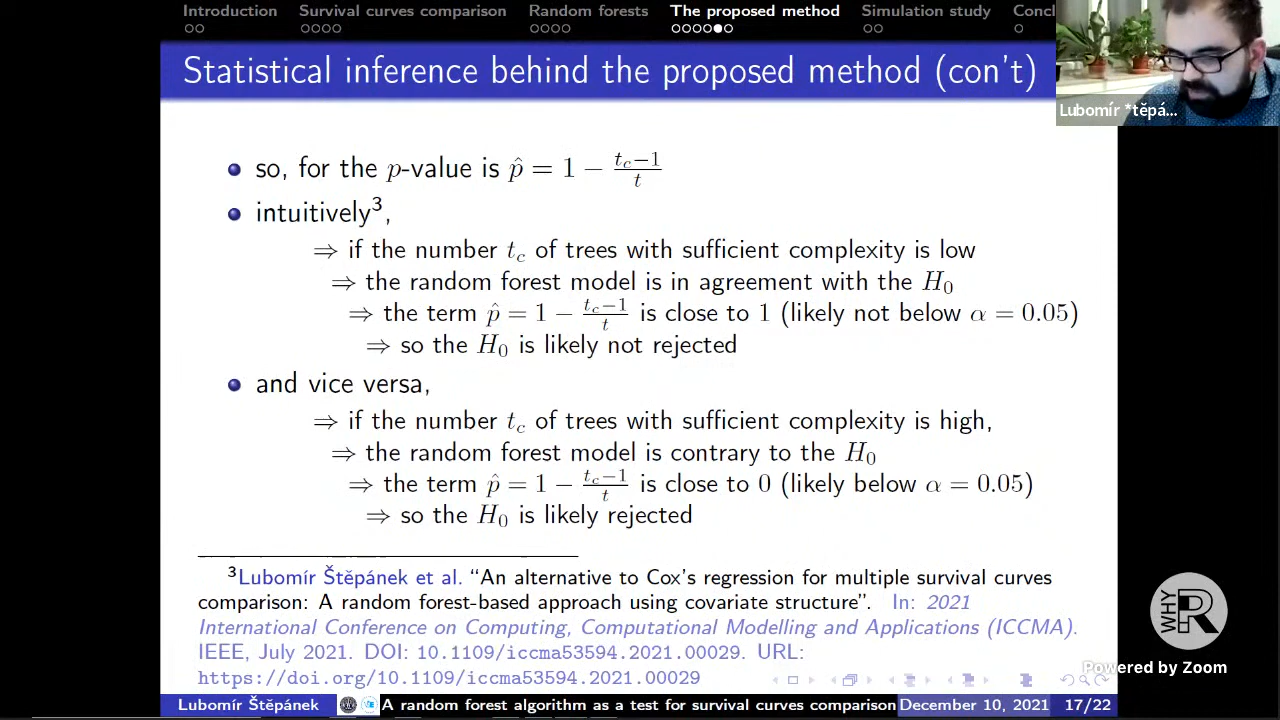 Introduction Survival curves comparison Random forests The proposed method Simulation study Concl
Statistical inference behind the proposed method (con't)
Lubomír *těpá...
so, for the p-value is p̂ = 1 − (t_c−1)/t
intuitively³,
⇒ if the number t_c of trees with sufficient complexity is low
⇒ the random forest model is in agreement with the H₀
⇒ the term p̂ = 1 − (t_c−1)/t is close to 1 (likely not below α = 0.05)
⇒ so the H₀ is likely not rejected
and vice versa,
⇒ if the number t_c of trees with sufficient complexity is high,
⇒ the random forest model is contrary to the H₀
⇒ the term p̂ = 1 − (t_c−1)/t is close to 0 (likely below α = 0.05)
⇒ so the H₀ is likely rejected
³Lubomír Štěpánek et al. “An alternative to Cox's regression for multiple survival curves
comparison: A random forest-based approach using covariate structure”. In: 2021
International Conference on Computing, Computational Modelling and Applications (ICCMA).
IEEE, July 2021. DOI: 10.1109/iccma53594.2021.00029. URL:
https://doi.org/10.1109/iccma53594.2021.00029
WHY R
Powered by Zoom
Lubomír Štěpánek A random forest algorithm as a test for survival curves comparison December 10, 2021 17/22